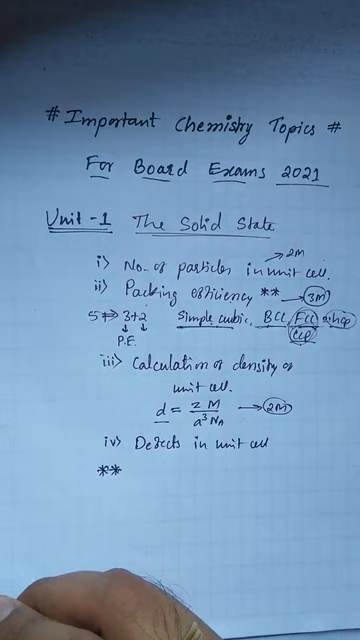 # Important Chemistry Topics #
For Board Exams 2021
Unit-1 The Solid State
→ 2M
i) No. of particles in unit cell.
ii) Packing efficiency ** → 3M
5 ⇒ 3+2 Simple cubic, BCC, FCC, hcp
↓ ↓ ccp
P.E.
iii) Calculation of density of
unit cell.
d = Z M / a³ NA → 2M
iv) Defects in unit cell
**